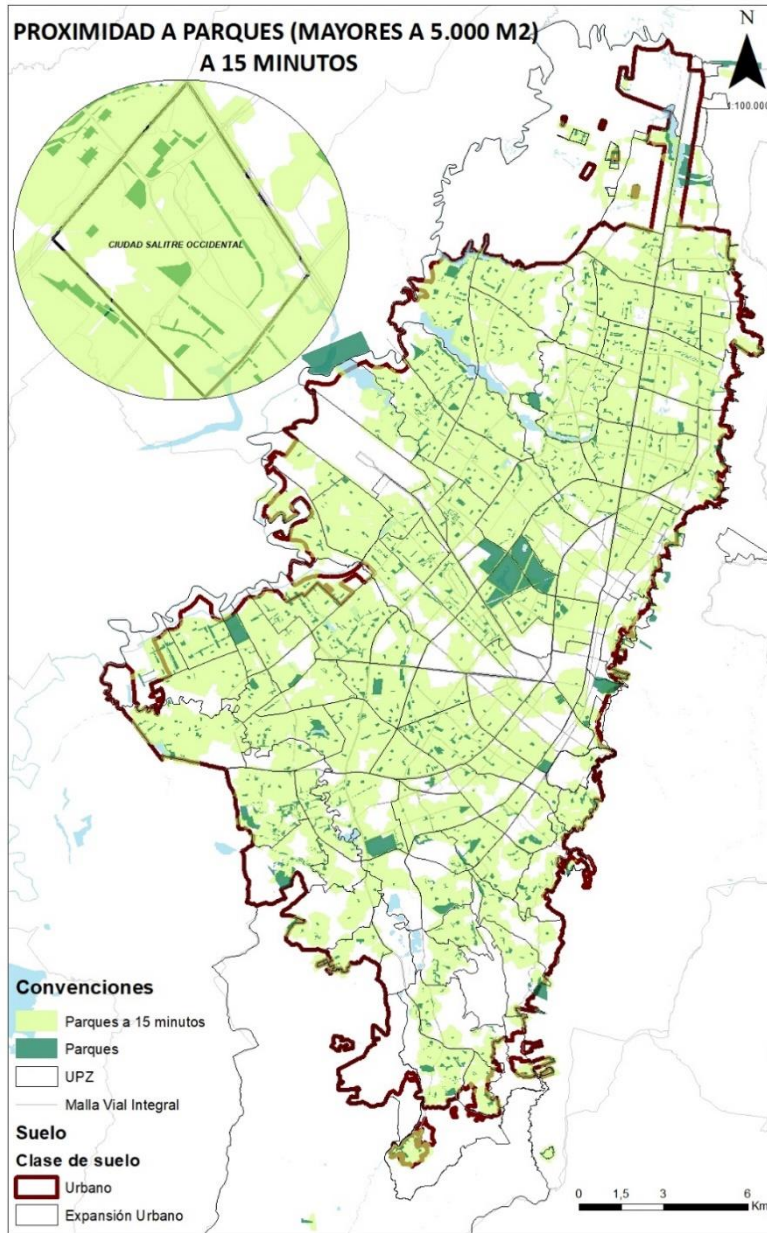 PROXIMIDAD A PARQUES (MAYORES A 5.000 M2)
A 15 MINUTOS
N
1:100.000
CIUDAD SALITRE OCCIDENTAL
Convenciones
Parques a 15 minutos
Parques
UPZ
Malla Vial Integral
Suelo
Clase de suelo
Urbano
Expansión Urbano
0 1,5 3 6
Km